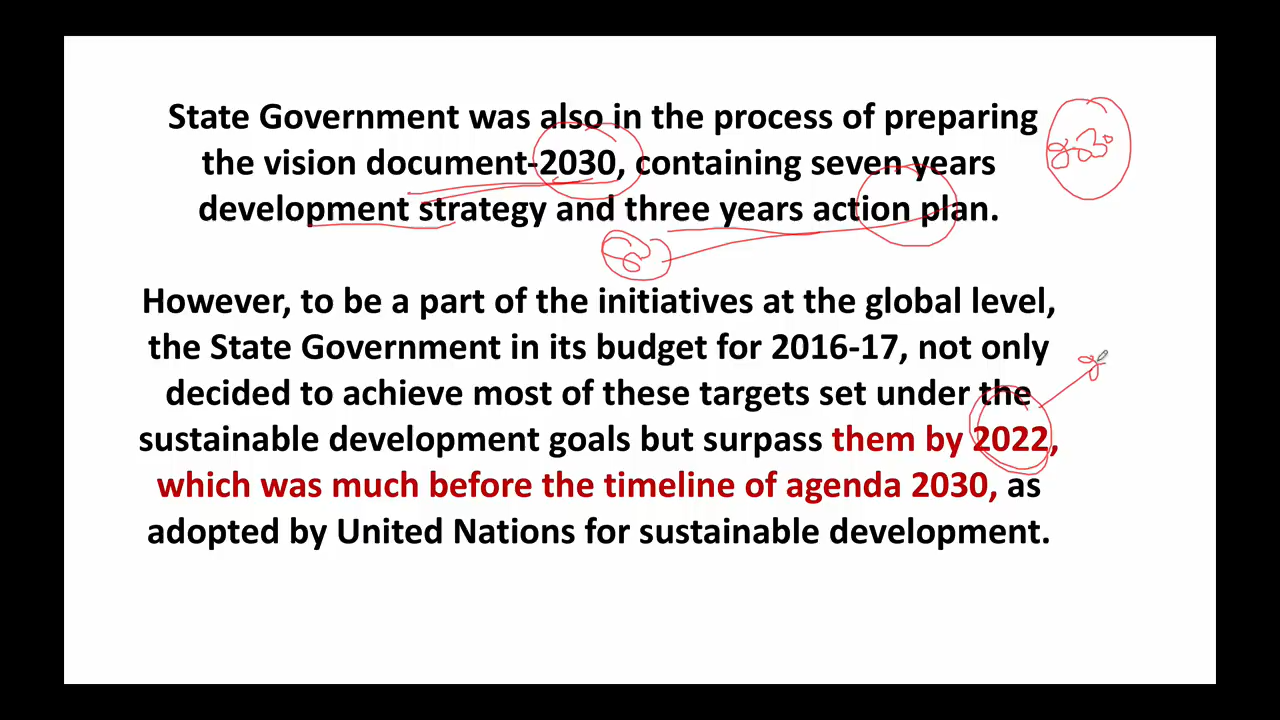 State Government was also in the process of preparing
the vision document-2030, containing seven years
development strategy and three years action plan.
However, to be a part of the initiatives at the global level,
the State Government in its budget for 2016-17, not only
decided to achieve most of these targets set under the
sustainable development goals but surpass them by 2022,
which was much before the timeline of agenda 2030, as
adopted by United Nations for sustainable development.